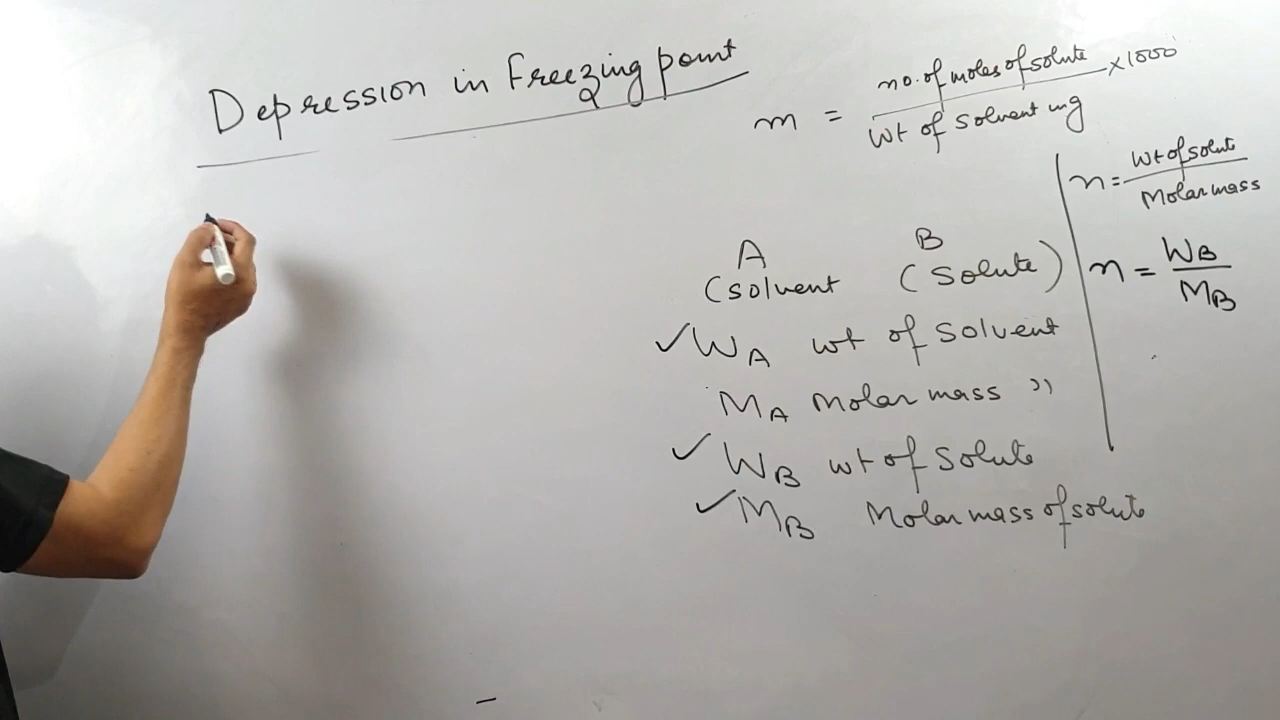 Depression in Freezing point
m = no. of moles of solute / Wt of Solvent in g × 1000
n = Wt of solute / Molar mass
n = WB / MB
A B
(Solvent (Solute)
✓ WA wt of Solvent
MA Molar mass ''
✓ WB wt of Solute
✓ MB Molar mass of solute